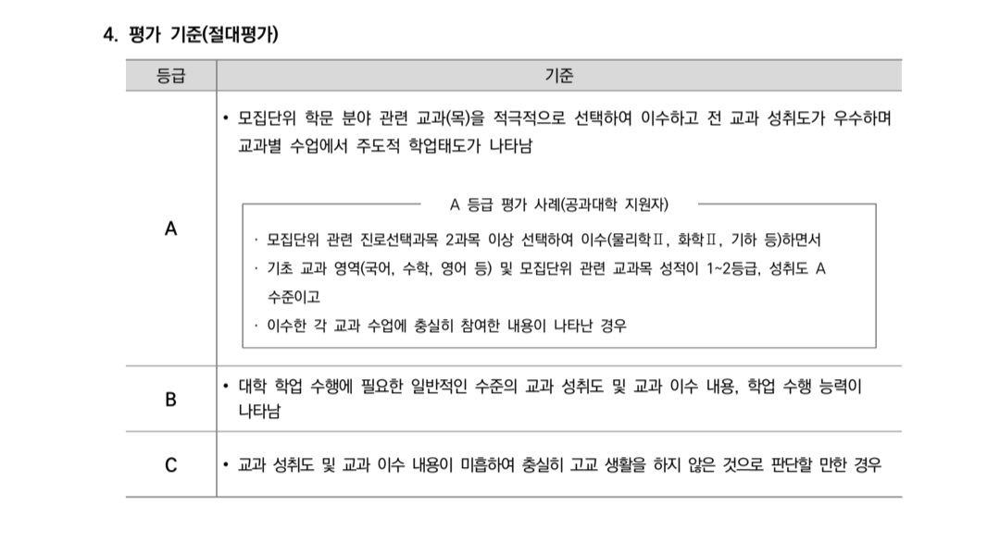 4. 평가 기준(절대평가)
등급 기준
• 모집단위 학문 분야 관련 교과(목)을 적극적으로 선택하여 이수하고 전 교과 성취도가 우수하며
교과별 수업에서 주도적 학업태도가 나타남
A 등급 평가 사례(공과대학 지원자)
· 모집단위 관련 진로선택과목 2과목 이상 선택하여 이수(물리학Ⅱ, 화학Ⅱ, 기하 등)하면서
· 기초 교과 영역(국어, 수학, 영어 등) 및 모집단위 관련 교과목 성적이 1~2등급, 성취도 A
수준이고
· 이수한 각 교과 수업에 충실히 참여한 내용이 나타난 경우
A
• 대학 학업 수행에 필요한 일반적인 수준의 교과 성취도 및 교과 이수 내용, 학업 수행 능력이
나타남
B
C • 교과 성취도 및 교과 이수 내용이 미흡하여 충실히 고교 생활을 하지 않은 것으로 판단할 만한 경우